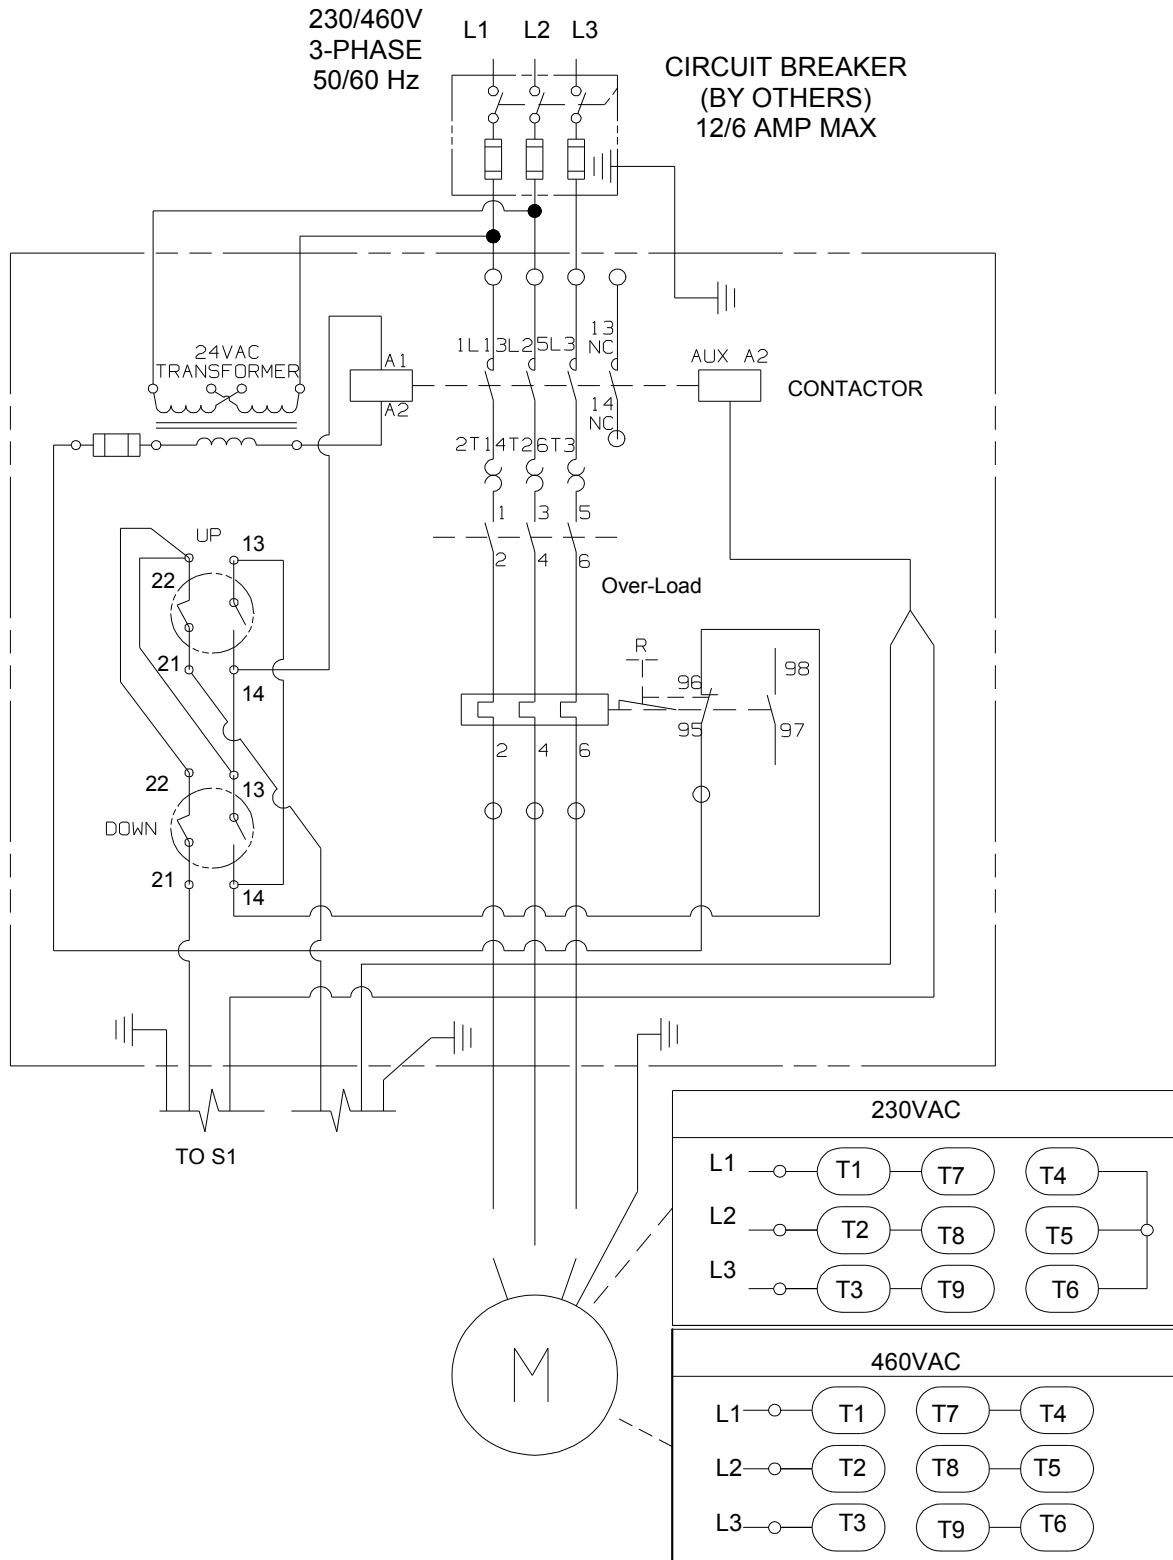 230/460V
3-PHASE
50/60 Hz
L1 L2 L3
CIRCUIT BREAKER
(BY OTHERS)
12/6 AMP MAX
24VAC
TRANSFORMER
A1
A2
1L1 3L2 5L3
13
NC
14
NC
AUX A2
CONTACTOR
2T1 4T2 6T3
1 3 5
2 4 6
Over-Load
UP
13
22
21
14
R
96
95
98
97
2 4 6
22
13
DOWN
21
14
TO S1
M
230VAC
L1 T1 T7 T4
L2 T2 T8 T5
L3 T3 T9 T6
460VAC
L1 T1 T7 T4
L2 T2 T8 T5
L3 T3 T9 T6